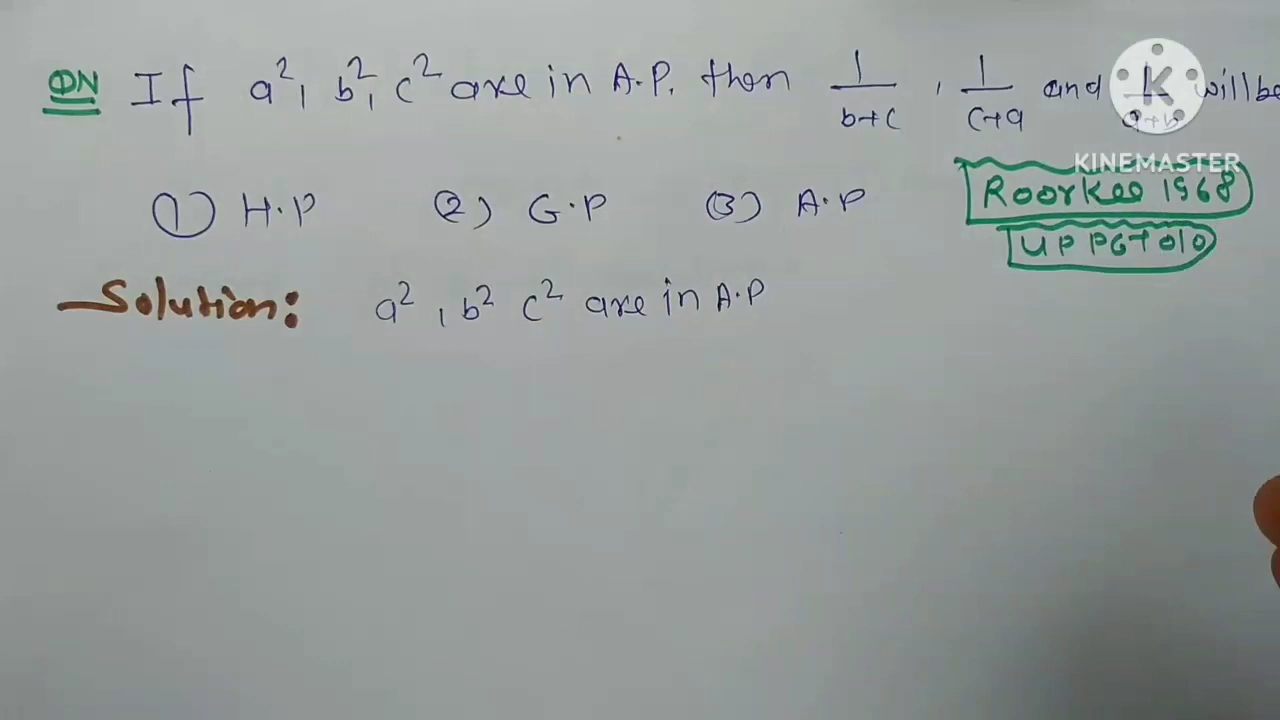 QN If a², b², c² are in A.P. then 1/b+c , 1/c+a and 1/a+b will be
① H.P 2) G.P (3) A.P
KINEMASTER
Roorkee 1968
UP PGT 010
Solution: a² , b² c² are in A.P